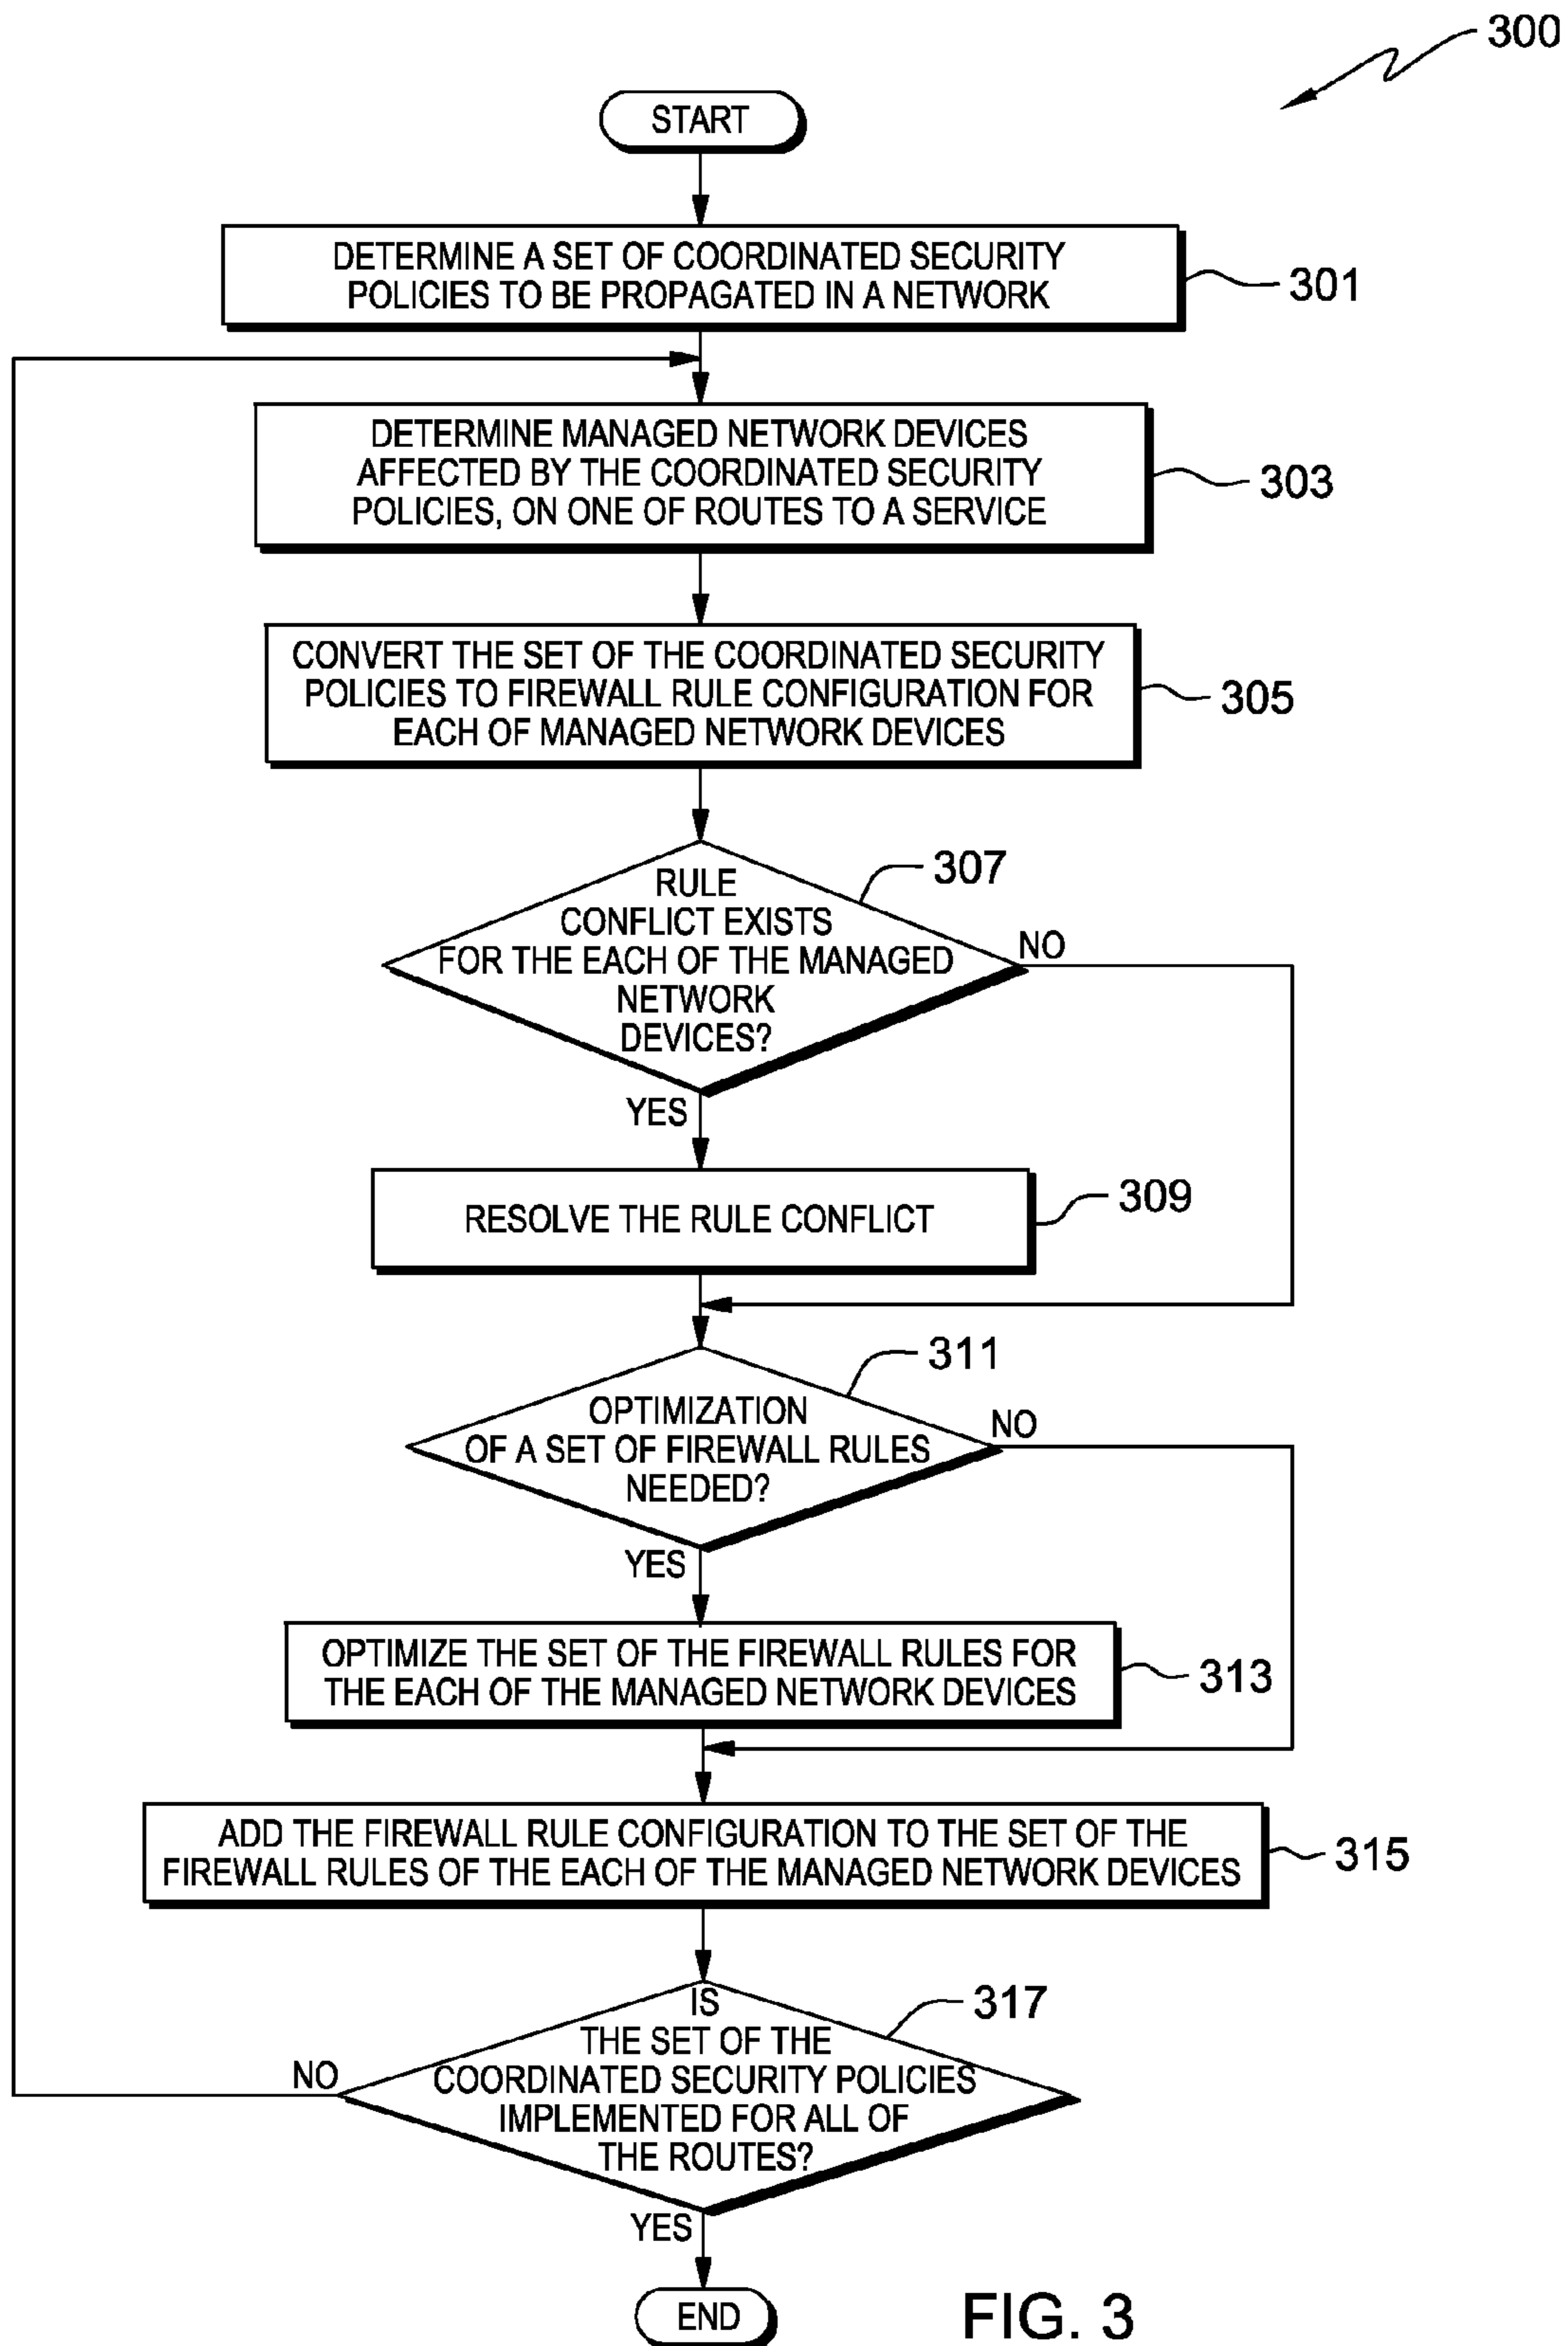 300
START
DETERMINE A SET OF COORDINATED SECURITY
POLICIES TO BE PROPAGATED IN A NETWORK
301
DETERMINE MANAGED NETWORK DEVICES
AFFECTED BY THE COORDINATED SECURITY
POLICIES, ON ONE OF ROUTES TO A SERVICE
303
CONVERT THE SET OF THE COORDINATED SECURITY
POLICIES TO FIREWALL RULE CONFIGURATION FOR
EACH OF MANAGED NETWORK DEVICES
305
RULE
CONFLICT EXISTS
FOR THE EACH OF THE MANAGED
NETWORK
DEVICES?
307
NO
YES
RESOLVE THE RULE CONFLICT
309
OPTIMIZATION
OF A SET OF FIREWALL RULES
NEEDED?
311
NO
YES
OPTIMIZE THE SET OF THE FIREWALL RULES FOR
THE EACH OF THE MANAGED NETWORK DEVICES
313
ADD THE FIREWALL RULE CONFIGURATION TO THE SET OF THE
FIREWALL RULES OF THE EACH OF THE MANAGED NETWORK DEVICES
315
IS
THE SET OF THE
COORDINATED SECURITY POLICIES
IMPLEMENTED FOR ALL OF
THE ROUTES?
317
NO
YES
END
FIG. 3